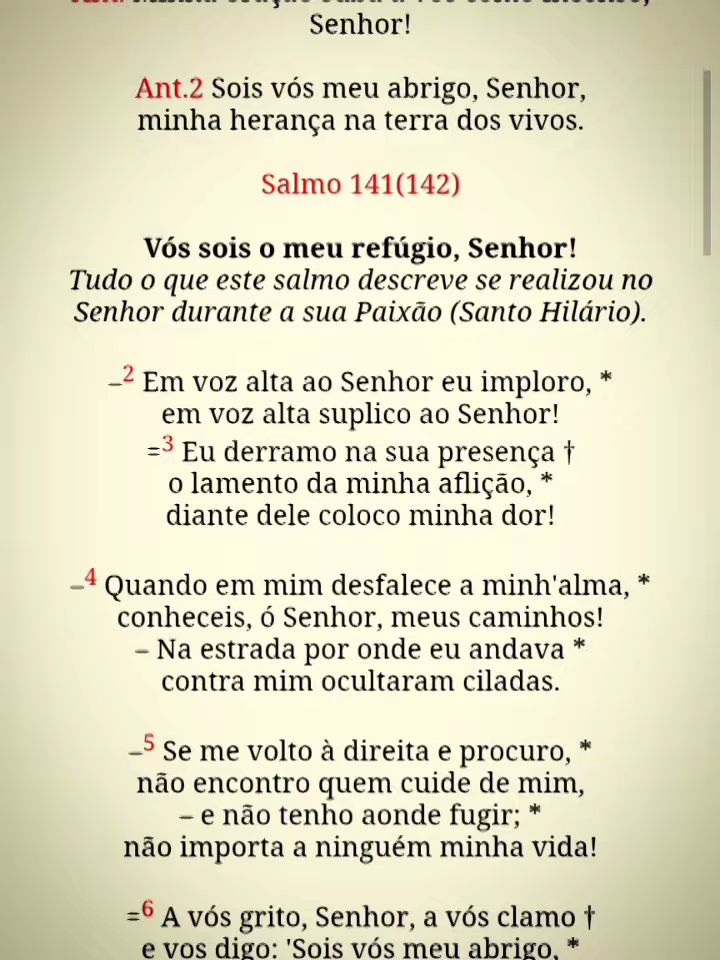 Senhor!
Ant.2 Sois vós meu abrigo, Senhor,
minha herança na terra dos vivos.
Salmo 141(142)
Vós sois o meu refúgio, Senhor!
Tudo o que este salmo descreve se realizou no
Senhor durante a sua Paixão (Santo Hilário).
–2 Em voz alta ao Senhor eu imploro, *
em voz alta suplico ao Senhor!
=3 Eu derramo na sua presença †
o lamento da minha aflição, *
diante dele coloco minha dor!
–4 Quando em mim desfalece a minh'alma, *
conheceis, ó Senhor, meus caminhos!
– Na estrada por onde eu andava *
contra mim ocultaram ciladas.
–5 Se me volto à direita e procuro, *
não encontro quem cuide de mim,
– e não tenho aonde fugir; *
não importa a ninguém minha vida!
=6 A vós grito, Senhor, a vós clamo †
e vos digo: 'Sois vós meu abrigo, *